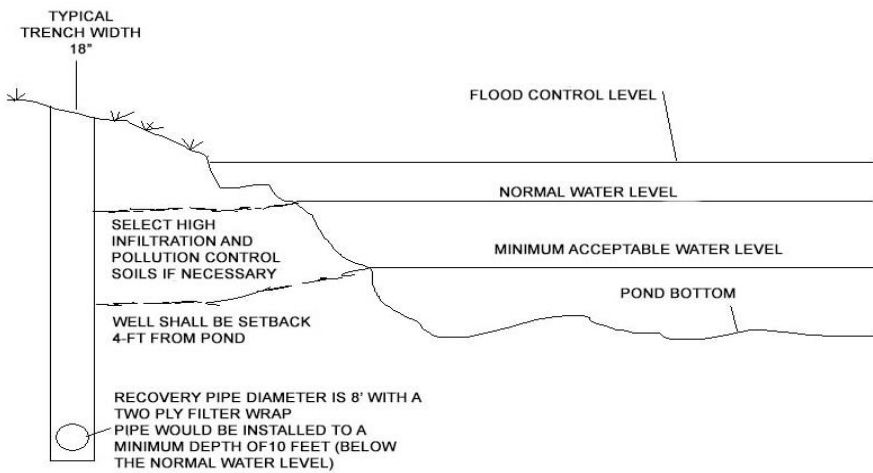 TYPICAL
TRENCH WIDTH
18"
FLOOD CONTROL LEVEL
NORMAL WATER LEVEL
SELECT HIGH
INFILTRATION AND
POLLUTION CONTROL
SOILS IF NECESSARY
MINIMUM ACCEPTABLE WATER LEVEL
POND BOTTOM
WELL SHALL BE SETBACK
4-FT FROM POND
RECOVERY PIPE DIAMETER IS 8' WITH A
TWO PLY FILTER WRAP
PIPE WOULD BE INSTALLED TO A
MINIMUM DEPTH OF10 FEET (BELOW
THE NORMAL WATER LEVEL)